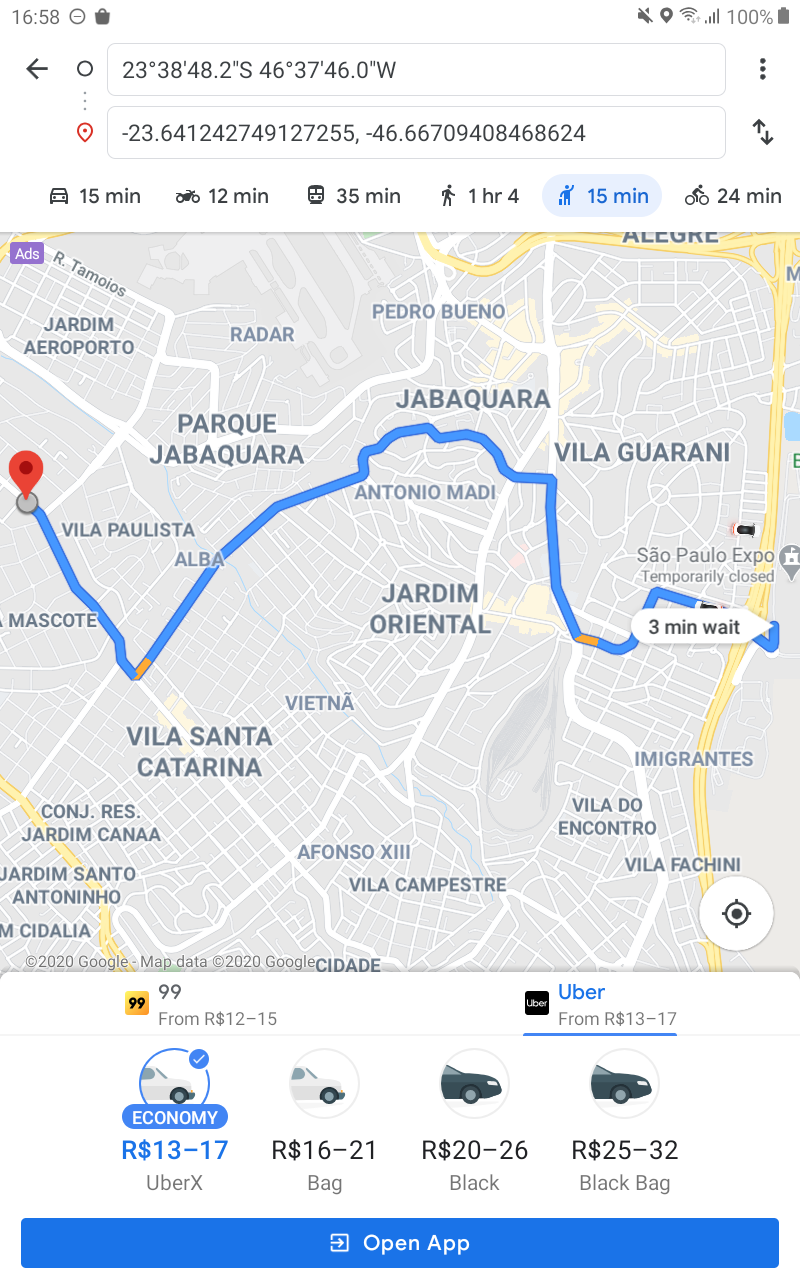 16:58
100%
23°38'48.2"S 46°37'46.0"W
-23.641242749127255, -46.66709408468624
15 min
12 min
35 min
1 hr 4
15 min
24 min
Ads
R. Tamoios
ALEGRE
M
PEDRO BUENO
JARDIM
AEROPORTO
RADAR
JABAQUARA
PARQUE
JABAQUARA
VILA GUARANI
ANTONIO MADI
VILA PAULISTA
ALBA
São Paulo Expo
Temporarily closed
JARDIM
ORIENTAL
A MASCOTE
3 min wait
VIETNÃ
VILA SANTA
CATARINA
IMIGRANTES
CONJ. RES.
JARDIM CANAA
VILA DO
ENCONTRO
AFONSO XIII
VILA FACHINI
JARDIM SANTO
ANTONINHO
VILA CAMPESTRE
M CIDALIA
©2020 Google - Map data ©2020 Google
CIDADE
99
From R$12–15
Uber
Uber
From R$13–17
ECONOMY
R$13–17
UberX
R$16–21
Bag
R$20–26
Black
R$25–32
Black Bag
Open App